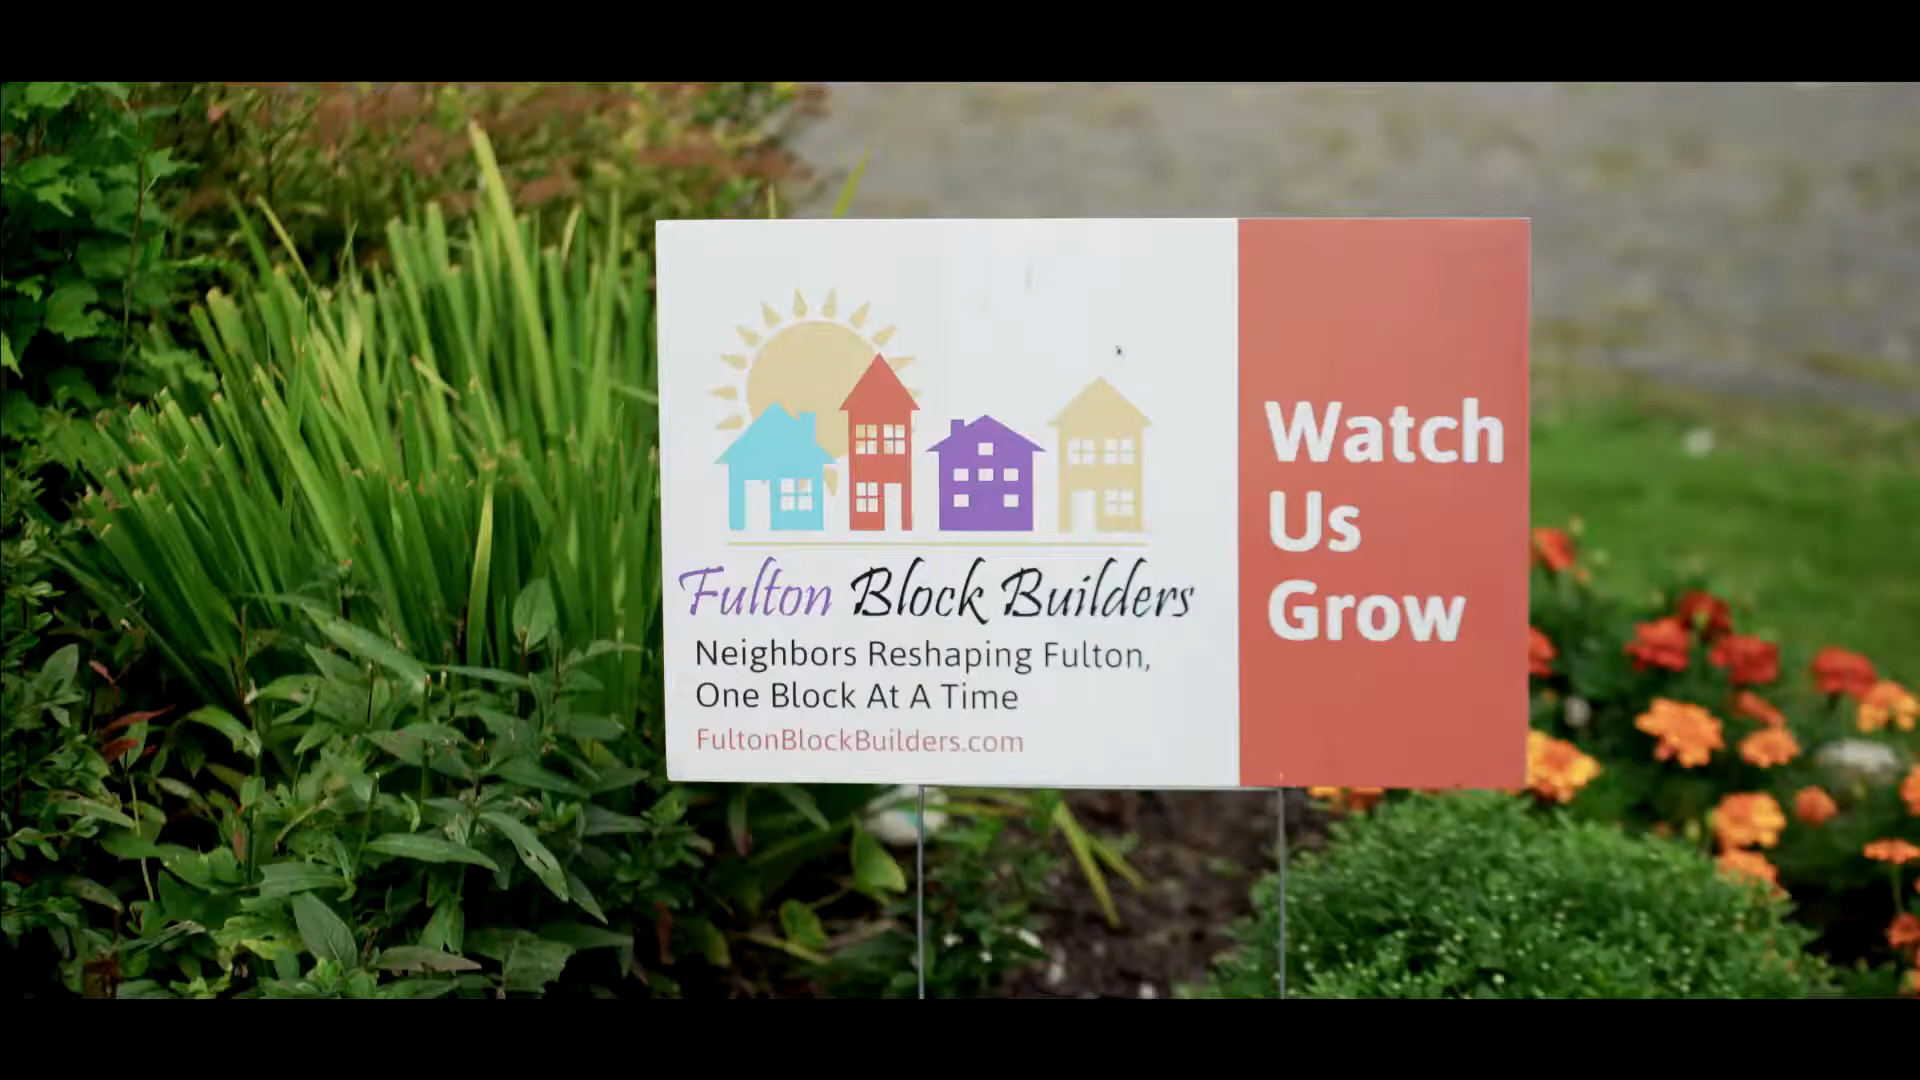 Fulton Block Builders
Neighbors Reshaping Fulton,
One Block At A Time
FultonBlockBuilders.com
Watch
Us
Grow